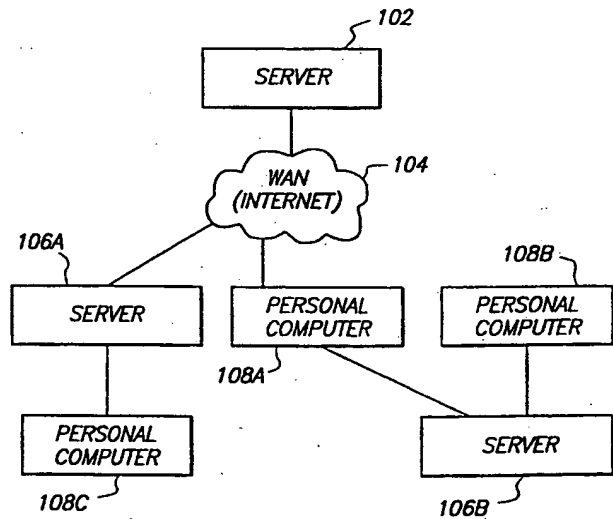 102
SERVER
104
WAN
(INTERNET)
106A
108B
SERVER
PERSONAL
COMPUTER
PERSONAL
COMPUTER
108A
PERSONAL
COMPUTER
SERVER
108C
106B